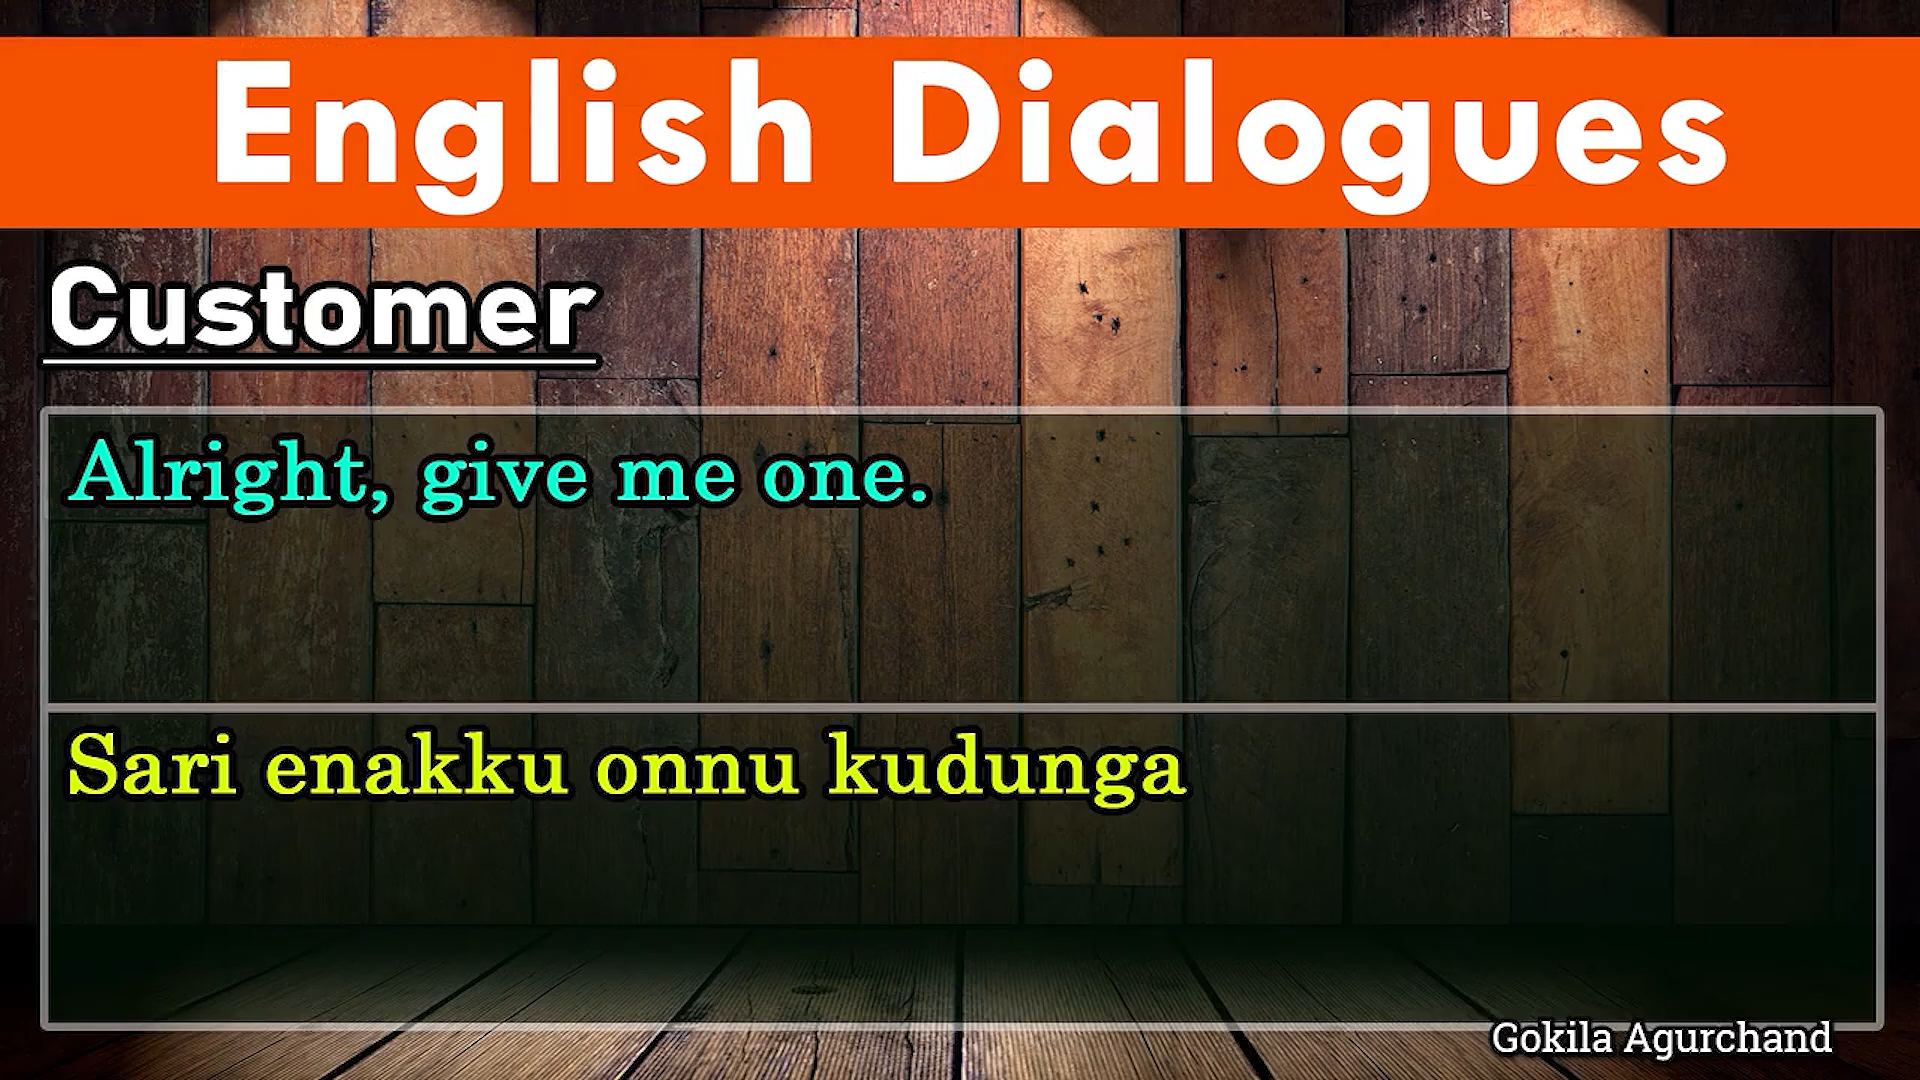 English Dialogues
Customer
Alright, give me one.
Sari enakku onnu kudunga
Gokila Agurchand